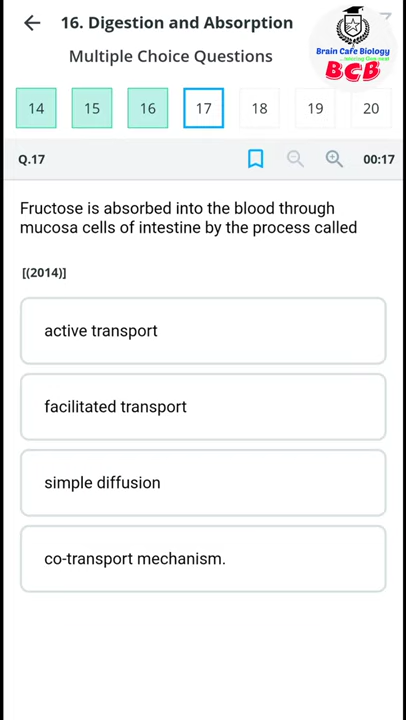 16. Digestion and Absorption
Multiple Choice Questions
Brain Cafe Biology
BCB
14 15 16 17 18 19 20
Q.17 00:17
Fructose is absorbed into the blood through
mucosa cells of intestine by the process called
[(2014)]
active transport
facilitated transport
simple diffusion
co-transport mechanism.